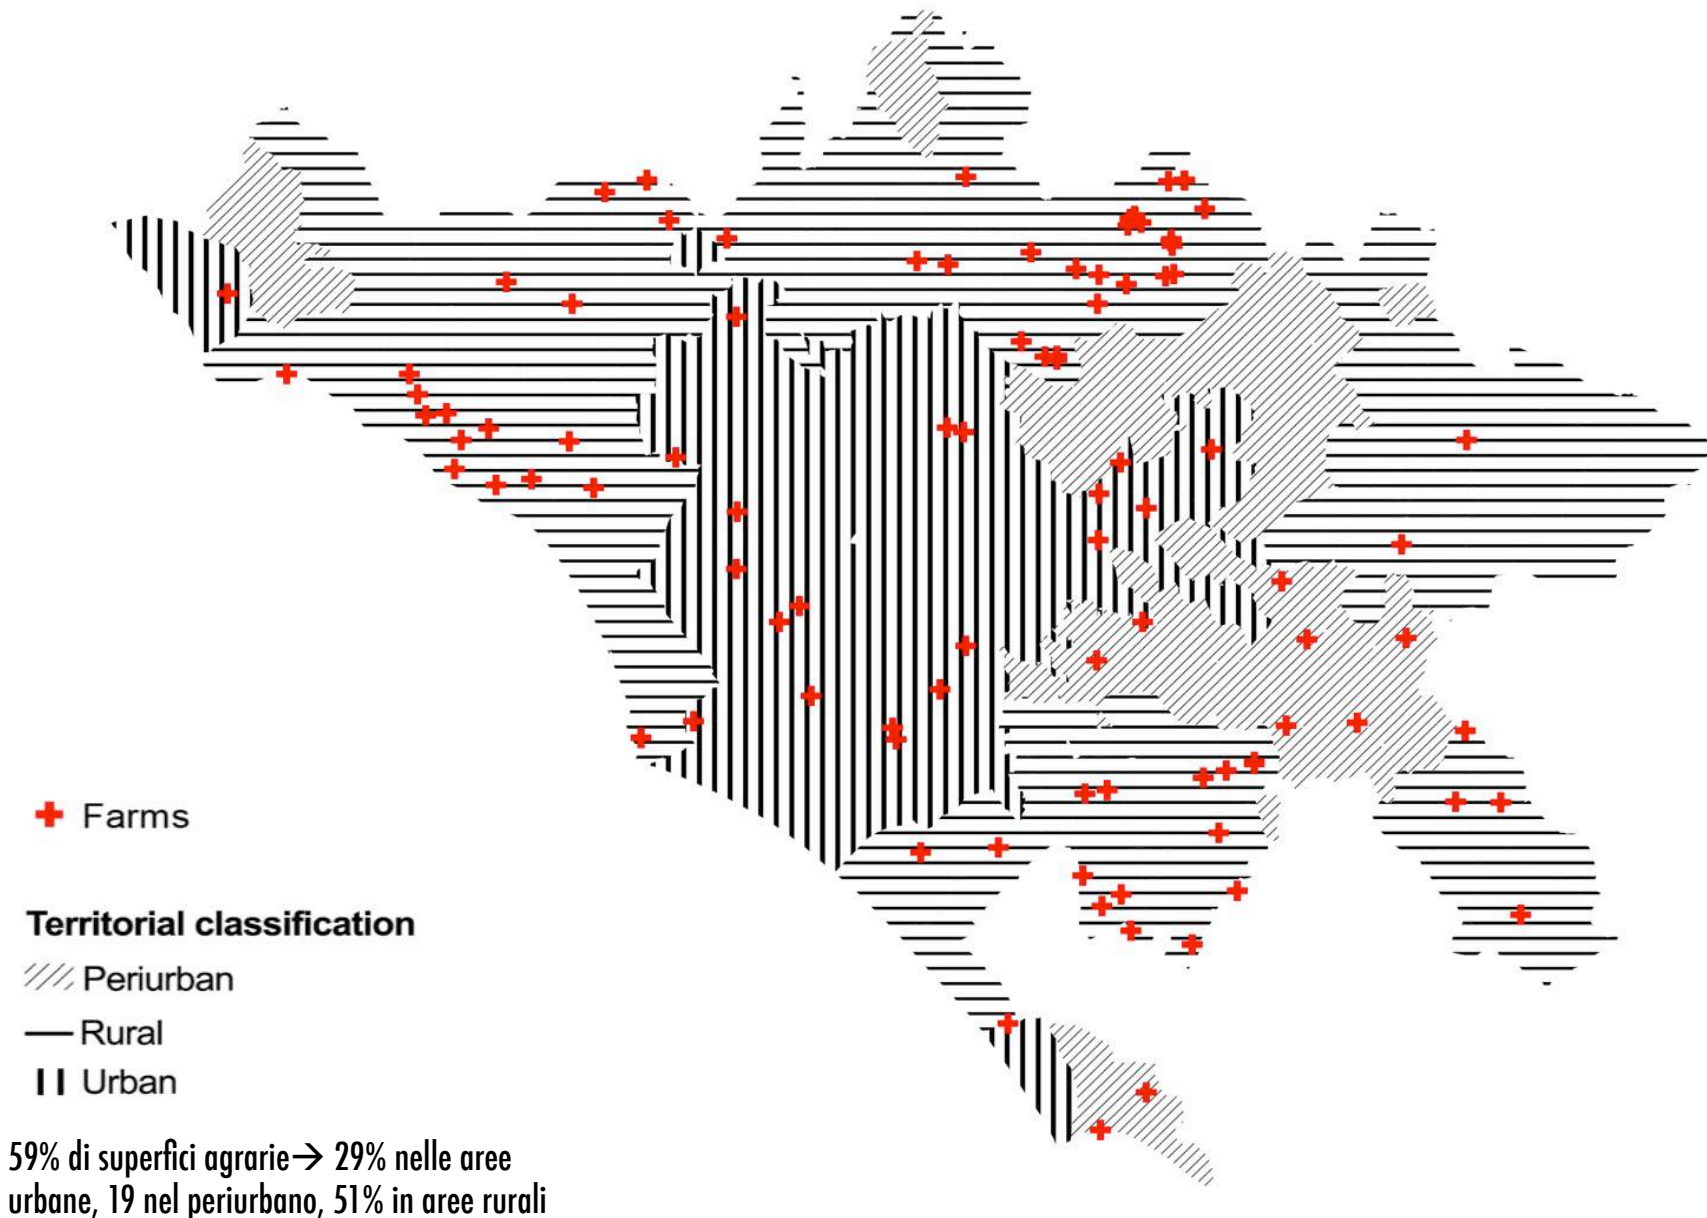 Farms
Territorial classification
Periurban
Rural
Urban
59% di superfici agrarie→ 29% nelle aree
urbane, 19 nel periurbano, 51% in aree rurali